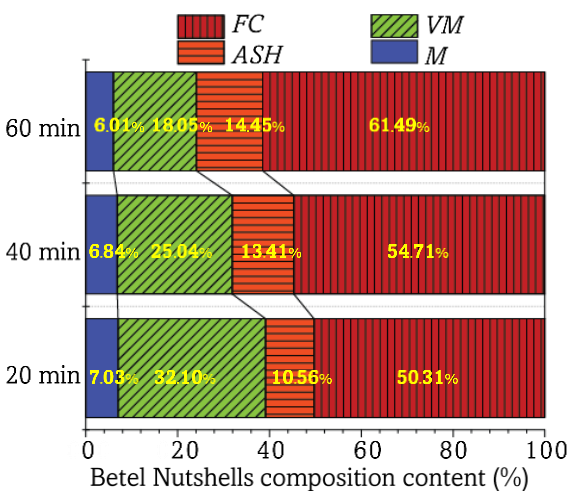 FC VM
ASH M
60 min 6.01% 18.05% 14.45% 61.49%
40 min 6.84% 25.04% 13.41% 54.71%
20 min 7.03% 32.10% 10.56% 50.31%
0 20 40 60 80 100
Betel Nutshells composition content (%)